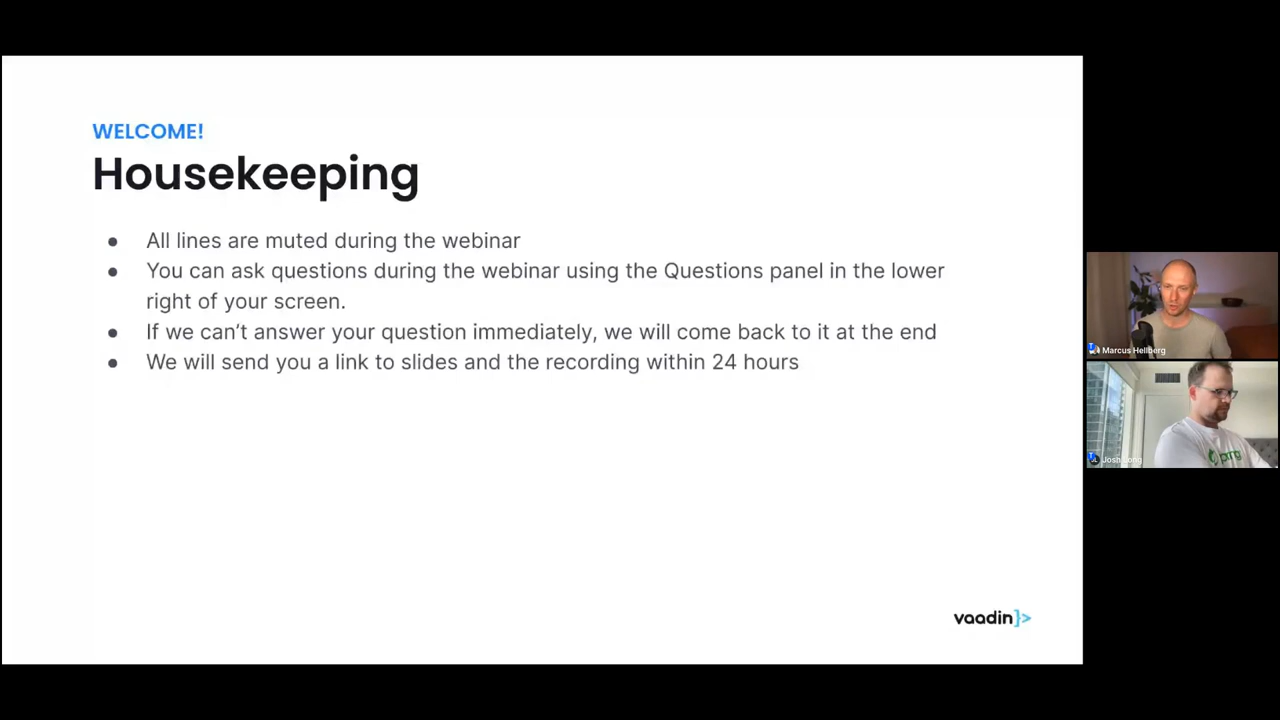 WELCOME!
Housekeeping
● All lines are muted during the webinar
● You can ask questions during the webinar using the Questions panel in the lower
right of your screen.
● If we can’t answer your question immediately, we will come back to it at the end
● We will send you a link to slides and the recording within 24 hours
vaadin}>
Marcus Hellberg
Josh Long